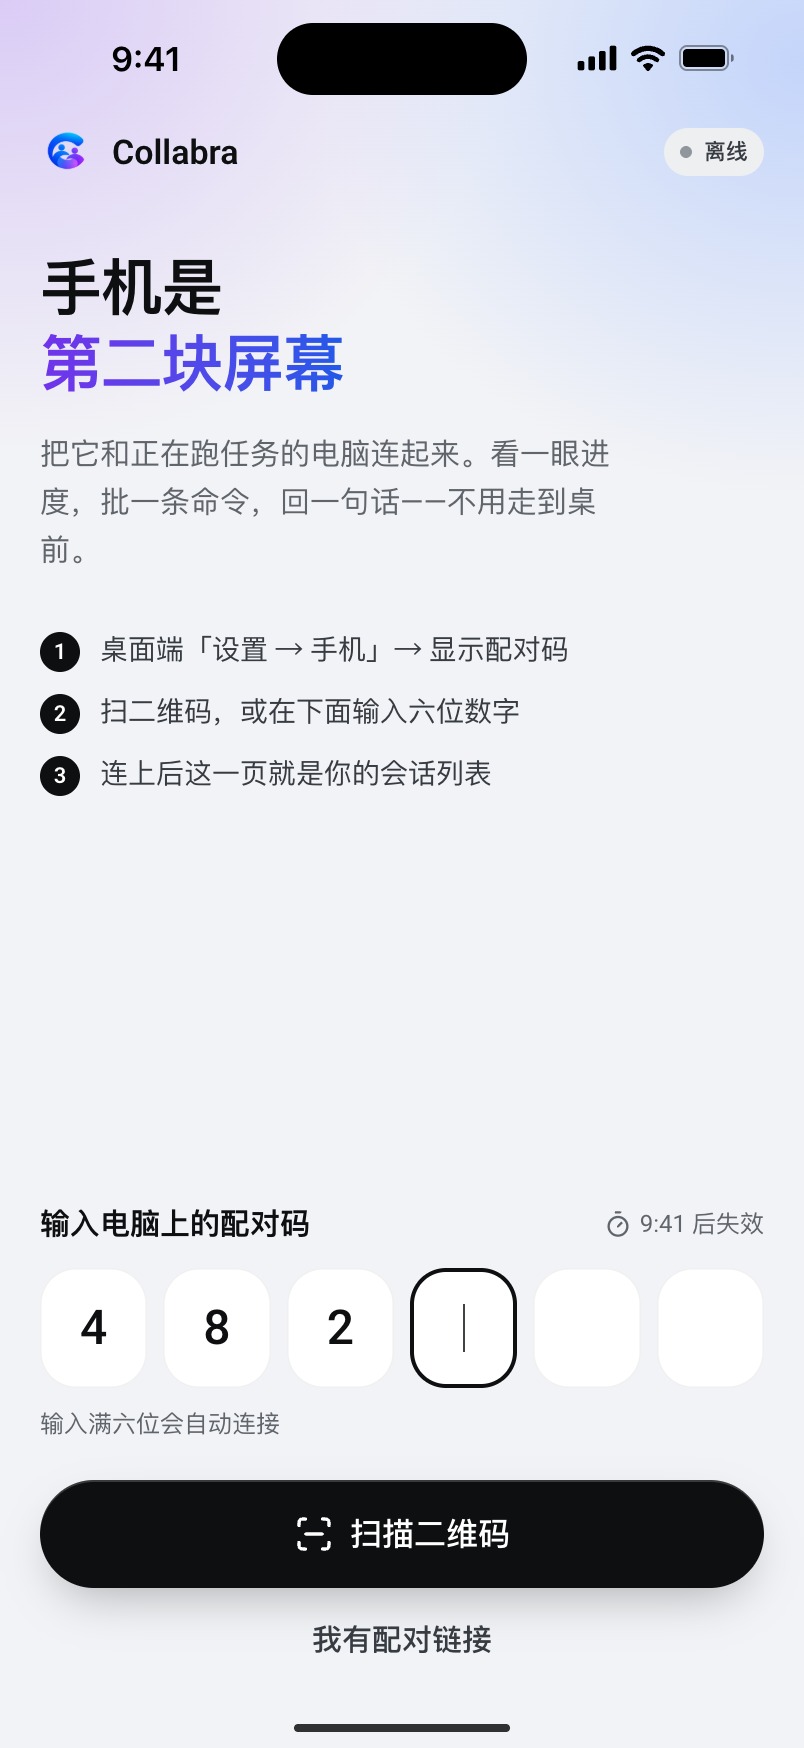 9:41
Collabra
离线
手机是
第二块屏幕
把它和正在跑任务的电脑连起来。看一眼进
度，批一条命令，回一句话——不用走到桌
前。
1 桌面端「设置 → 手机」→ 显示配对码
2 扫二维码，或在下面输入六位数字
3 连上后这一页就是你的会话列表
输入电脑上的配对码
9:41 后失效
4 8 2
输入满六位会自动连接
扫描二维码
我有配对链接